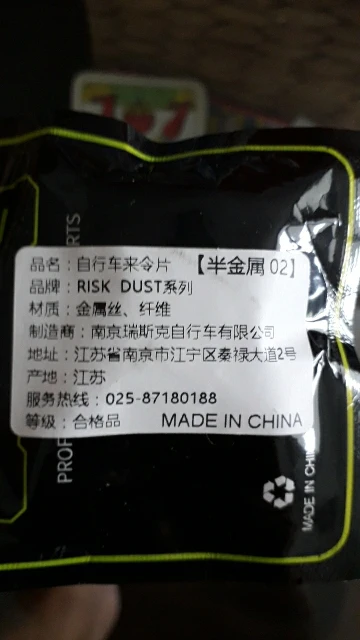 品名：自行车来令片 【半金属 02】
品牌：RISK DUST系列
材质：金属丝、纤维
制造商：南京瑞斯克自行车有限公司
地址：江苏省南京市江宁区秦禄大道2号
产地：江苏
服务热线：025-87180188
等级：合格品 MADE IN CHINA
MADE IN CHI